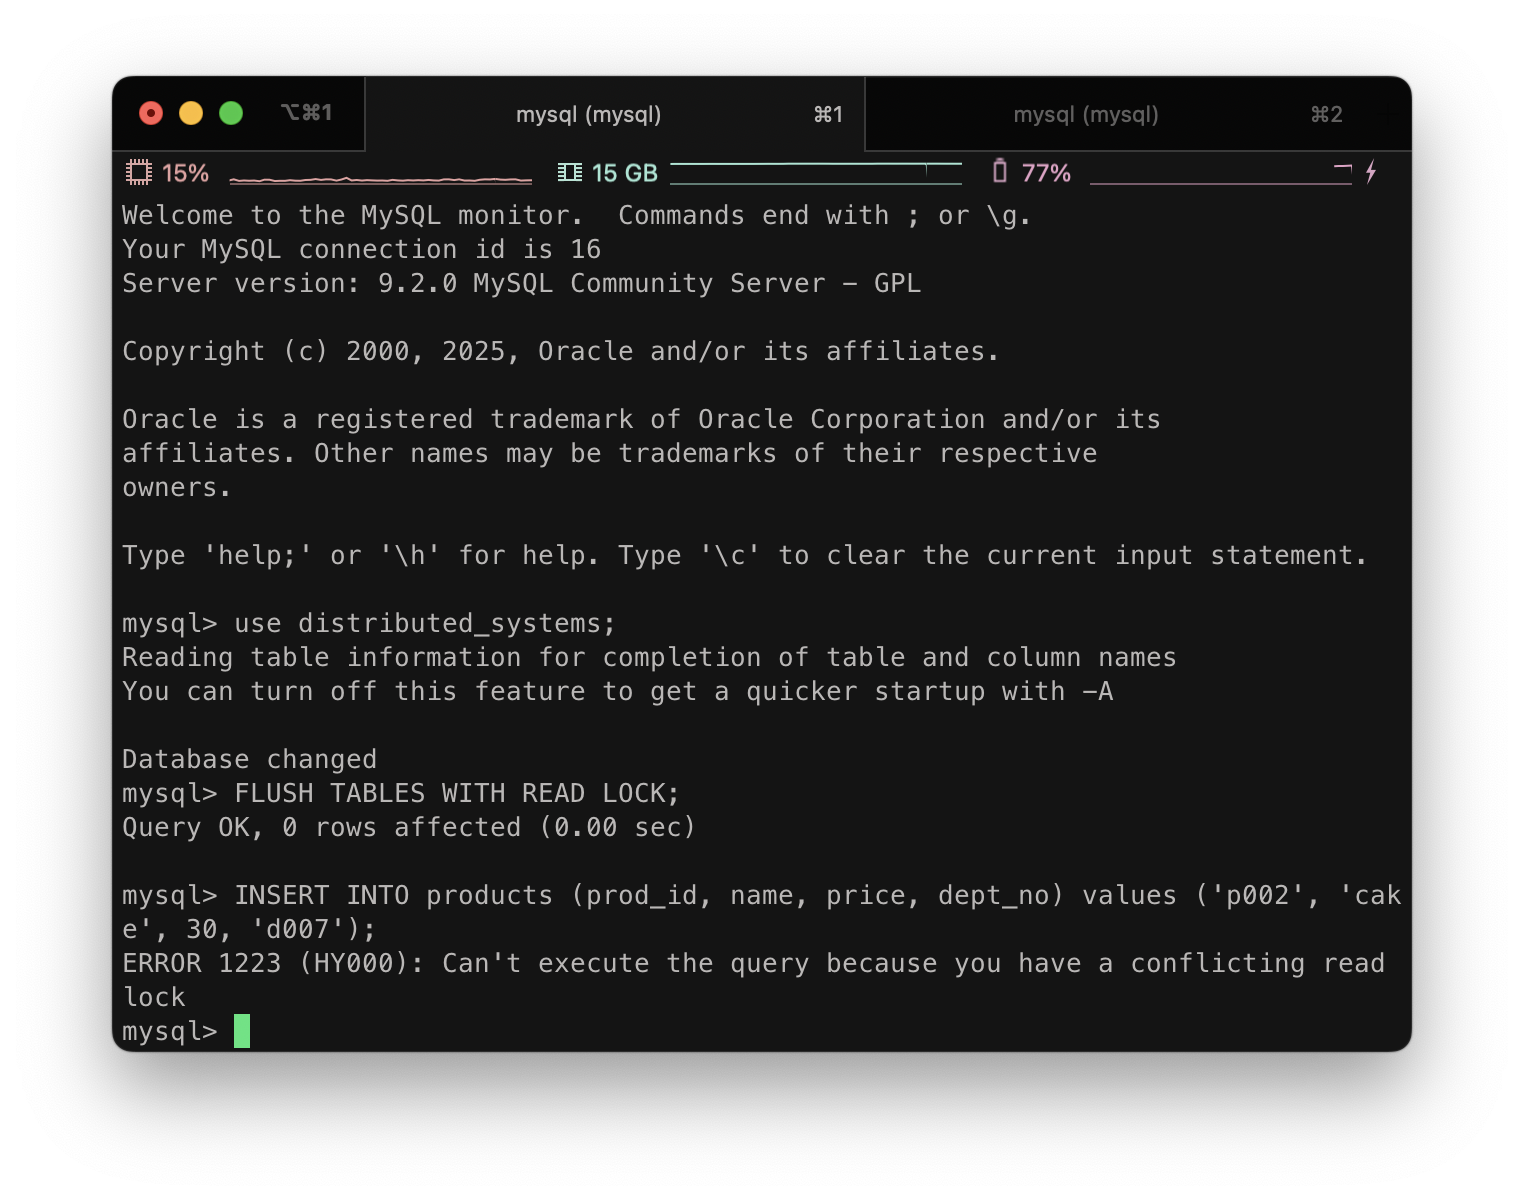 ⌥⌘1 mysql (mysql) ⌘1 mysql (mysql) ⌘2
15% 15 GB 77%
Welcome to the MySQL monitor.  Commands end with ; or \g.
Your MySQL connection id is 16
Server version: 9.2.0 MySQL Community Server - GPL
Copyright (c) 2000, 2025, Oracle and/or its affiliates.
Oracle is a registered trademark of Oracle Corporation and/or its
affiliates. Other names may be trademarks of their respective
owners.
Type 'help;' or '\h' for help. Type '\c' to clear the current input statement.
mysql> use distributed_systems;
Reading table information for completion of table and column names
You can turn off this feature to get a quicker startup with -A
Database changed
mysql> FLUSH TABLES WITH READ LOCK;
Query OK, 0 rows affected (0.00 sec)
mysql> INSERT INTO products (prod_id, name, price, dept_no) values ('p002', 'cak
e', 30, 'd007');
ERROR 1223 (HY000): Can't execute the query because you have a conflicting read
lock
mysql>